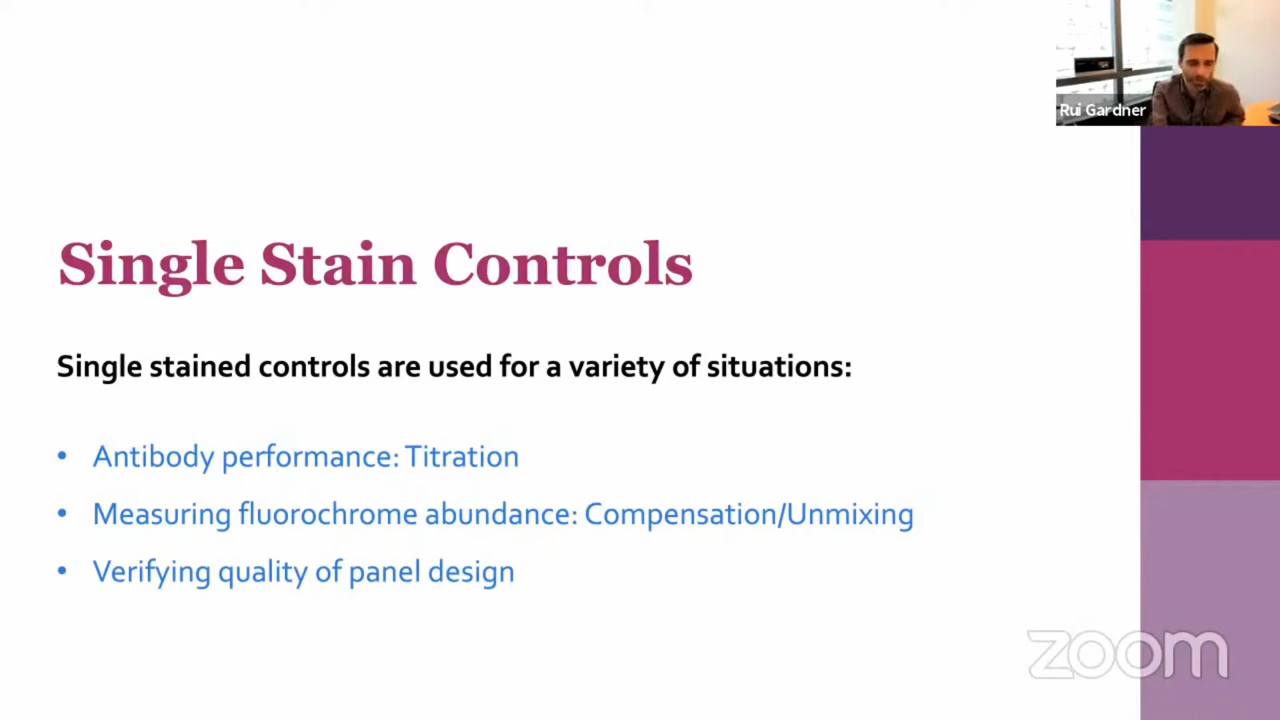 Rui Gardner
Single Stain Controls
Single stained controls are used for a variety of situations:
• Antibody performance: Titration
• Measuring fluorochrome abundance: Compensation/Unmixing
• Verifying quality of panel design
zoom